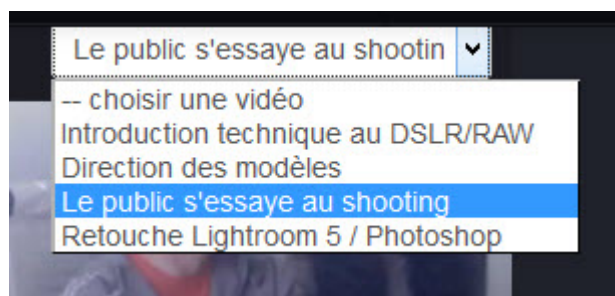 Le public s'essaye au shootin
-- choisir une vidéo
Introduction technique au DSLR/RAW
Direction des modèles
Le public s'essaye au shooting
Retouche Lightroom 5 / Photoshop